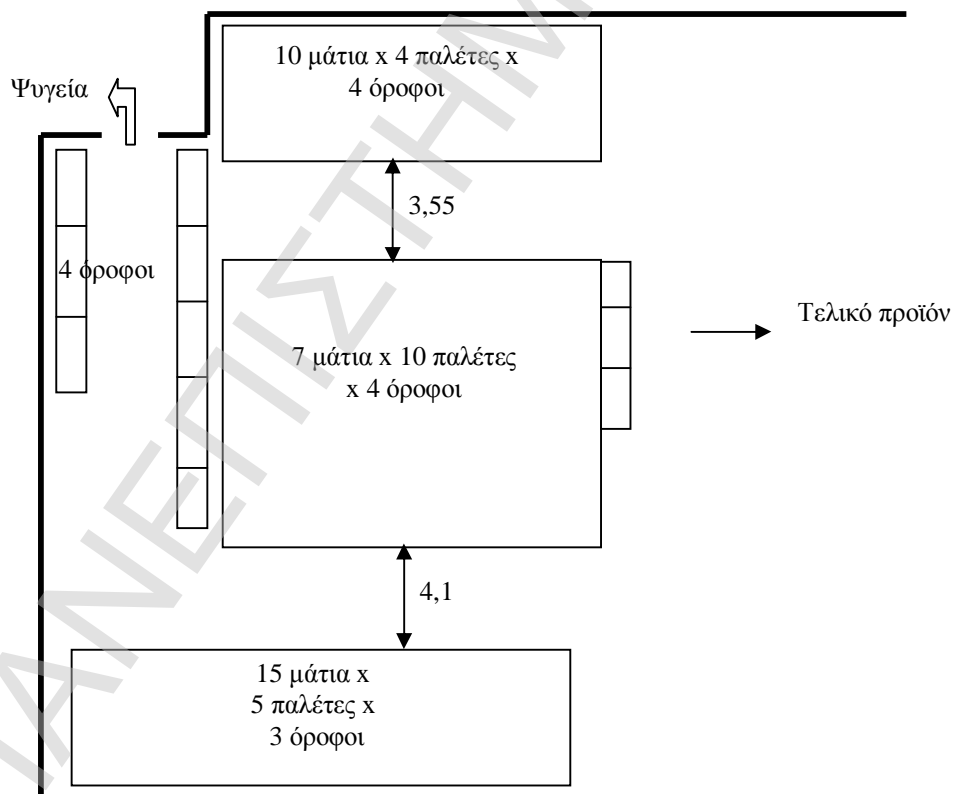 10 μάτια x 4 παλέτες x
4 όροφοι
Ψυγεία
3,55
4 όροφοι
Τελικό προϊόν
7 μάτια x 10 παλέτες
x 4 όροφοι
4,1
15 μάτια x
5 παλέτες x
3 όροφοι
ΠΑΝΕΠΙΣΤΗΜ